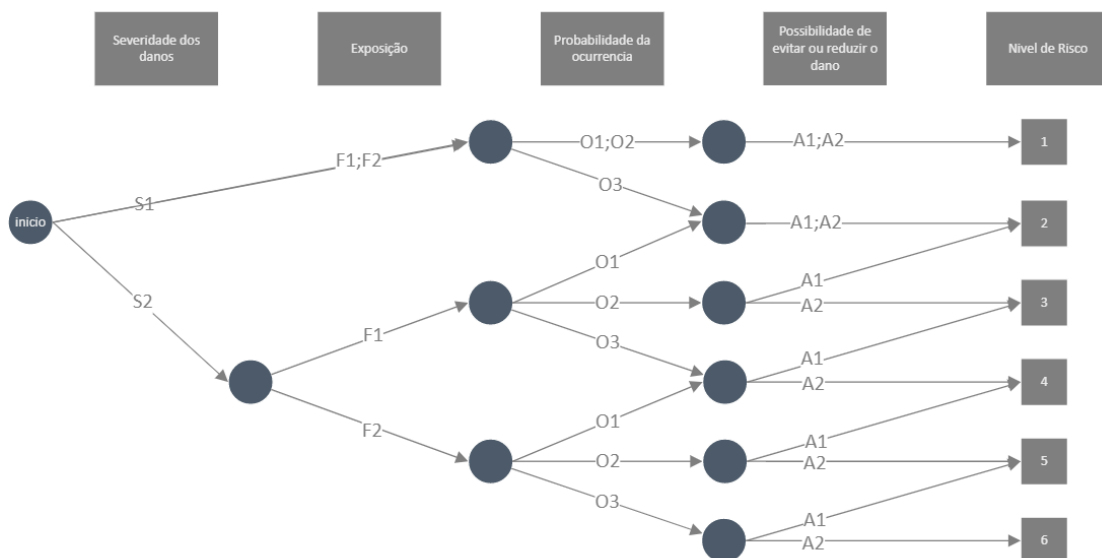 Severidade dos
danos
Exposição
Probabilidade da
ocurrencia
Possibilidade de
evitar ou reduzir o
dano
Nivel de Risco
O1;O2
A1;A2
1
F1;F2
O3
S1
inicio
A1;A2
2
O1
A1
S2
O2
A2
3
F1
O3
A1
A2
4
O1
F2
A1
O2
A2
5
O3
A1
A2
6